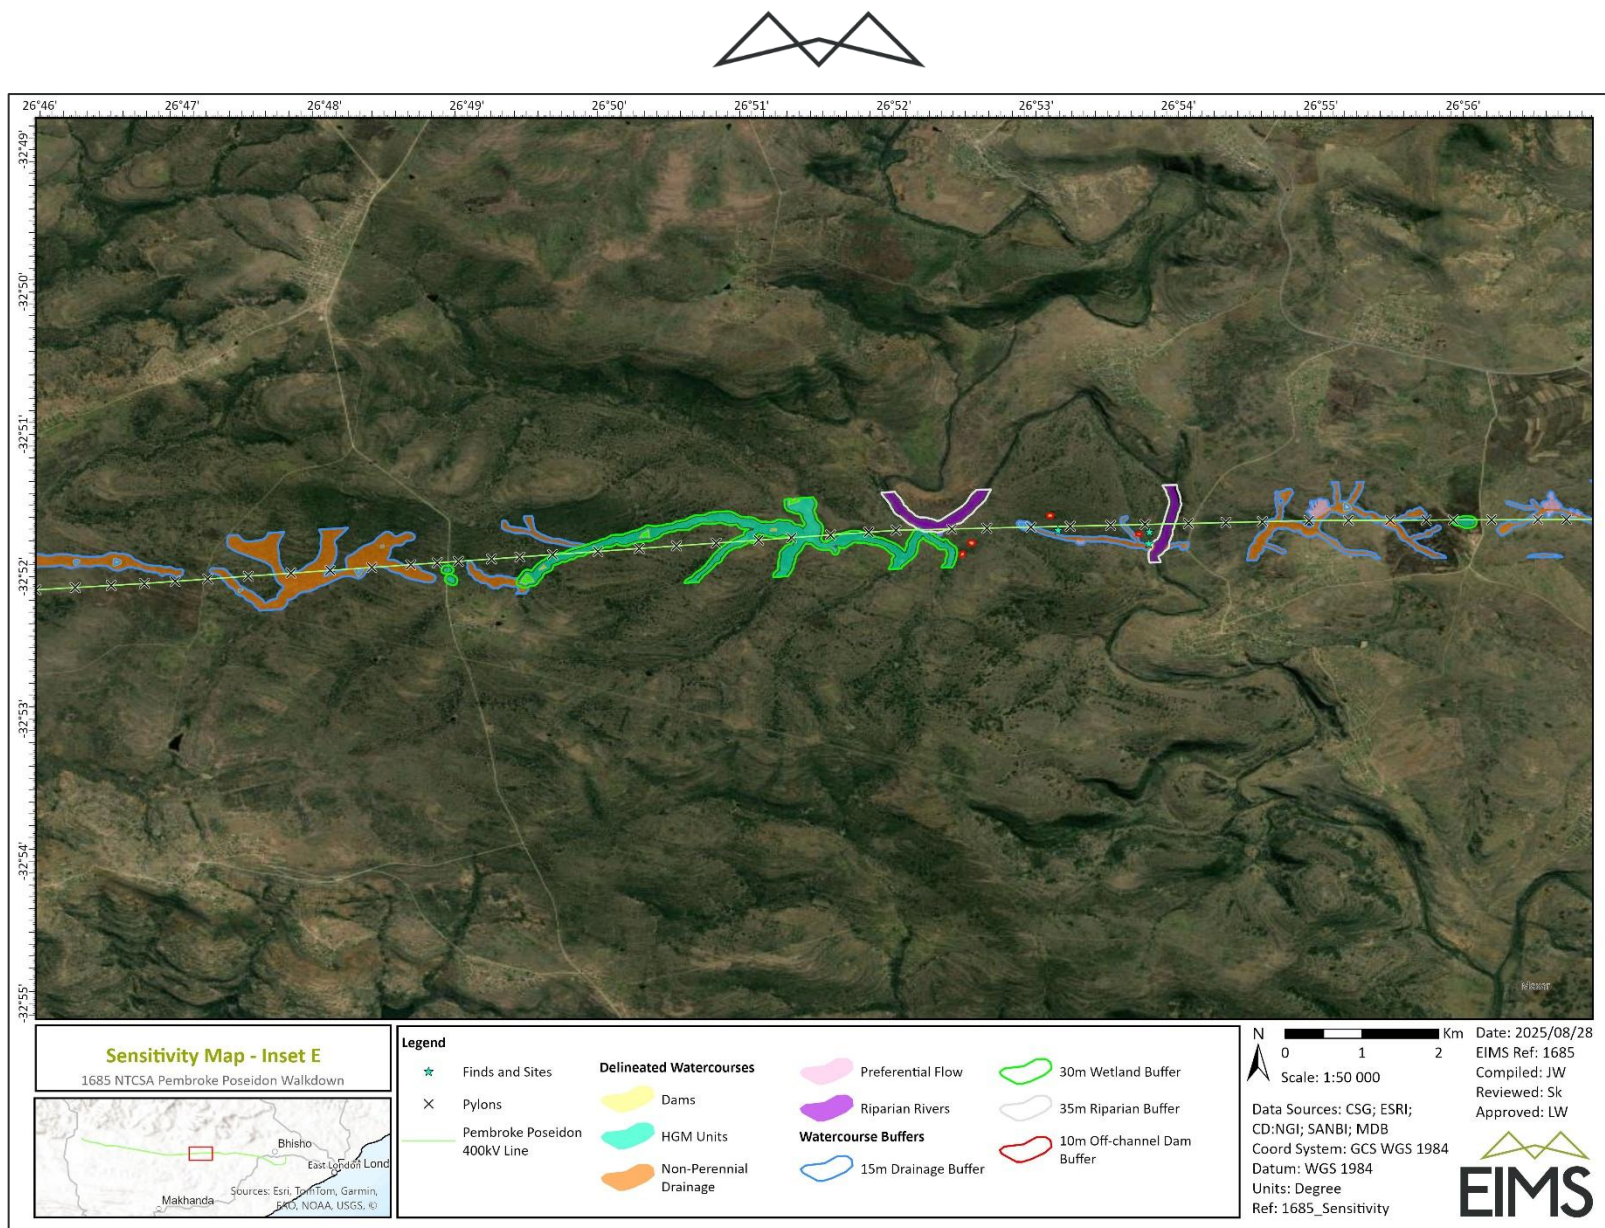 26°46' 26°47' 26°48' 26°49' 26°50' 26°51' 26°52' 26°53' 26°54' 26°55' 26°56'
-32°49'
-32°50'
-32°51'
-32°52'
-32°53'
-32°54'
-32°55'
Maxar
Sensitivity Map - Inset E
1685 NTCSA Pembroke Poseidon Walkdown
Bhisho
East London
Lond
Makhanda
Sources: Esri, TomTom, Garmin,
FAO, NOAA, USGS, ©
Legend
Finds and Sites
Pylons
Pembroke Poseidon
400kV Line
Delineated Watercourses
Dams
HGM Units
Non-Perennial
Drainage
Preferential Flow
Riparian Rivers
Watercourse Buffers
15m Drainage Buffer
30m Wetland Buffer
35m Riparian Buffer
10m Off-channel Dam
Buffer
N
Km
0 1 2
Scale: 1:50 000
Data Sources: CSG; ESRI;
CD:NGI; SANBI; MDB
Coord System: GCS WGS 1984
Datum: WGS 1984
Units: Degree
Ref: 1685_Sensitivity
Date: 2025/08/28
EIMS Ref: 1685
Compiled: JW
Reviewed: Sk
Approved: LW
EIMS